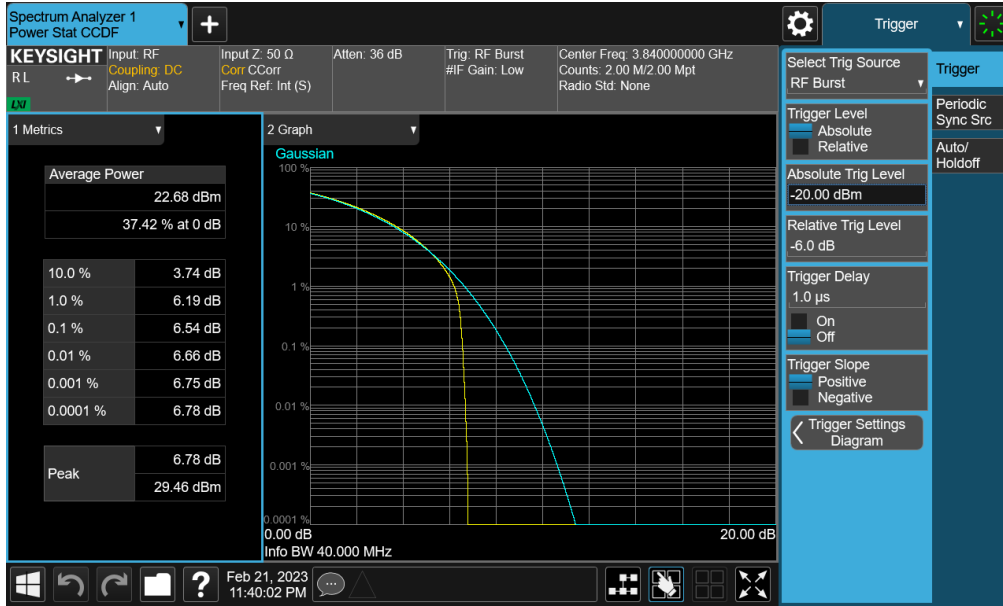 Spectrum Analyzer 1
Power Stat CCDF
Trigger
KEYSIGHT
R L
LXI
Input: RF
Coupling: DC
Align: Auto
Input Z: 50 Ω
Corr CCorr
Freq Ref: Int (S)
Atten: 36 dB
Trig: RF Burst
#IF Gain: Low
Center Freq: 3.840000000 GHz
Counts: 2.00 M/2.00 Mpt
Radio Std: None
1 Metrics
Average Power
22.68 dBm
37.42 % at 0 dB
10.0 % 3.74 dB
1.0 % 6.19 dB
0.1 % 6.54 dB
0.01 % 6.66 dB
0.001 % 6.75 dB
0.0001 % 6.78 dB
Peak
6.78 dB
29.46 dBm
2 Graph
Gaussian
100 %
10 %
1 %
0.1 %
0.01 %
0.001 %
0.0001 %
0.00 dB 20.00 dB
Info BW 40.000 MHz
Select Trig Source
RF Burst
Trigger Level
Absolute
Relative
Absolute Trig Level
-20.00 dBm
Relative Trig Level
-6.0 dB
Trigger Delay
1.0 µs
On
Off
Trigger Slope
Positive
Negative
Trigger Settings
Diagram
Trigger
Periodic
Sync Src
Auto/
Holdoff
?
Feb 21, 2023
11:40:02 PM